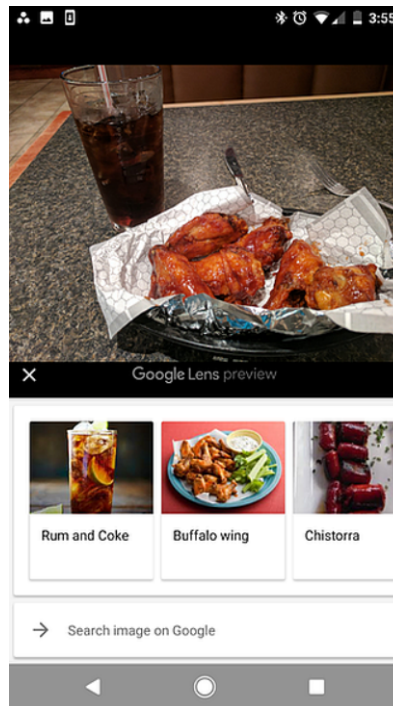 3:55
Google Lens preview
Rum and Coke
Buffalo wing
Chistorra
Search image on Google